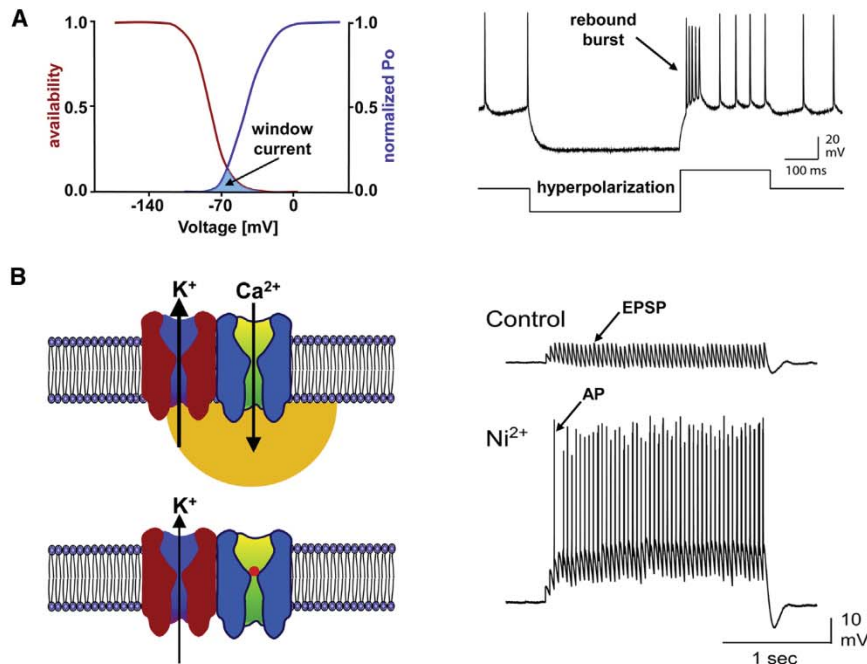 A
availability
1.0
0.5
0.0
-140
-70
0
Voltage [mV]
window
current
1.0
0.5
0.0
normalized Po
rebound
burst
hyperpolarization
20
mV
100 ms
B
K+
Ca2+
K+
Control
EPSP
AP
Ni2+
10
mV
1 sec